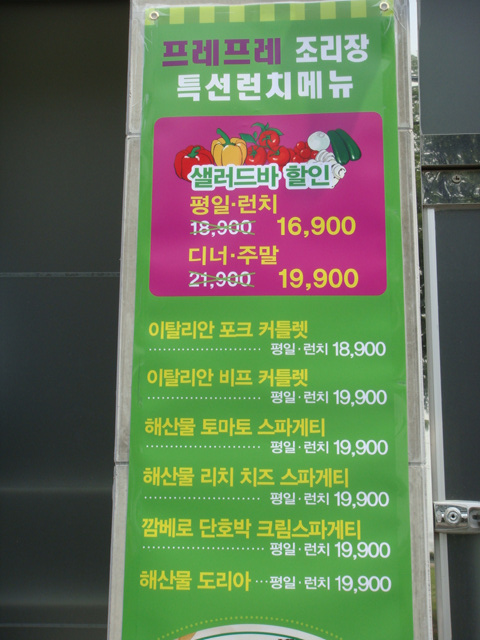 프레프레 조리장
특선런치메뉴
샐러드바 할인
평일·런치
18,900 16,900
디너·주말
21,900 19,900
이탈리안 포크 커틀렛
평일·런치 18,900
이탈리안 비프 커틀렛
평일·런치 19,900
해산물 토마토 스파게티
평일·런치 19,900
해산물 리치 치즈 스파게티
평일·런치 19,900
깜베로 단호박 크림스파게티
평일·런치 19,900
해산물 도리아 ··· 평일·런치 19,900